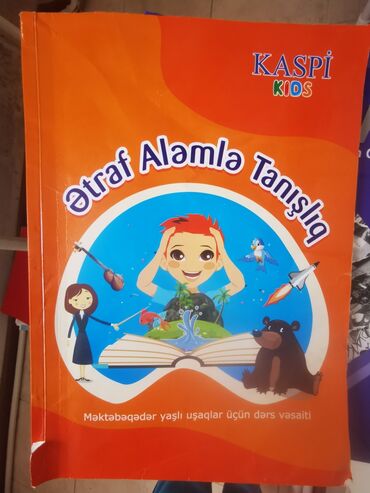 KASPİ
KIDS
Ətraf Aləmlə Tanışlıq
Məktəbəqədər yaşlı uşaqlar üçün dərs vəsaiti